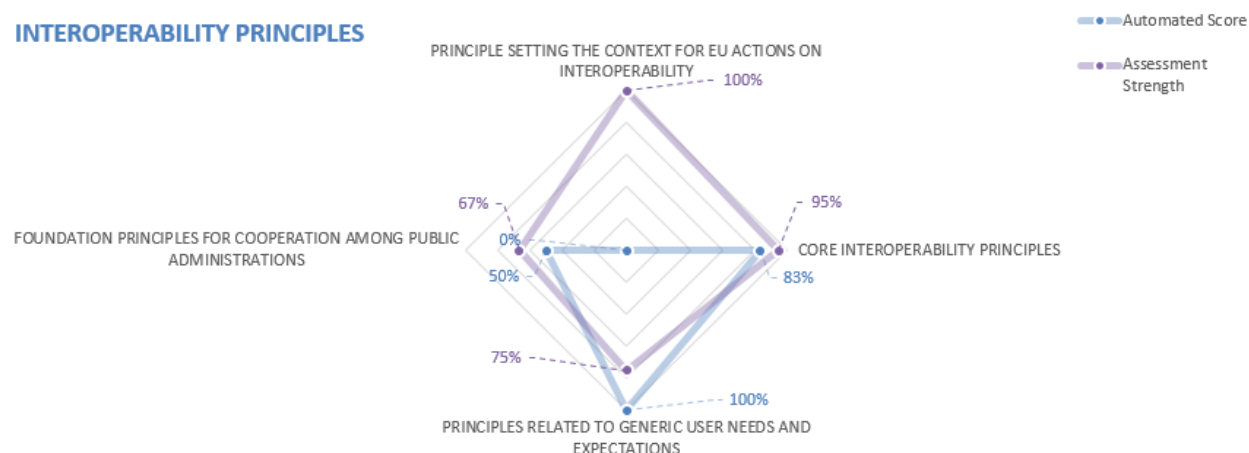 INTEROPERABILITY PRINCIPLES
Automated Score
Assessment
Strength
PRINCIPLE SETTING THE CONTEXT FOR EU ACTIONS ON
INTEROPERABILITY
100%
67%
95%
FOUNDATION PRINCIPLES FOR COOPERATION AMONG PUBLIC
ADMINISTRATIONS
0%
50%
CORE INTEROPERABILITY PRINCIPLES
83%
75%
100%
PRINCIPLES RELATED TO GENERIC USER NEEDS AND
EXPECTATIONS